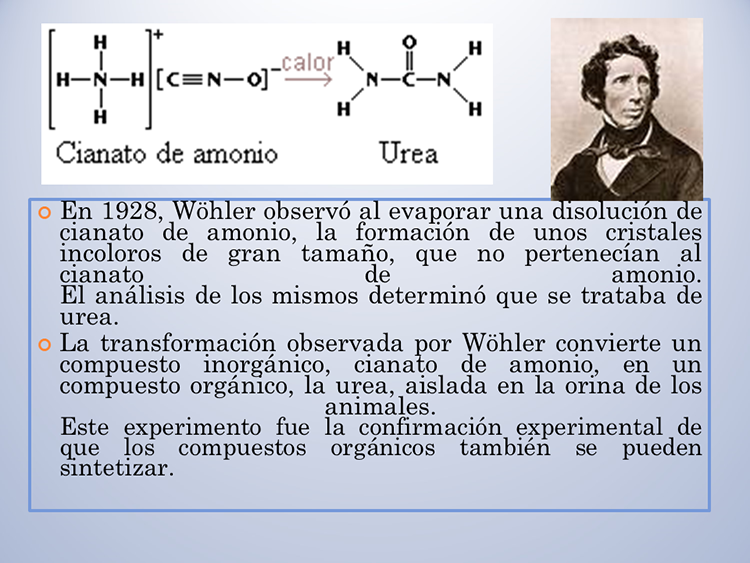 H
H—N—H
H
+
[C≡N—O]⁻
calor
O
H H
N—C—N
H H
Cianato de amonio
Urea
En 1928, Wöhler observó al evaporar una disolución de
cianato de amonio, la formación de unos cristales
incoloros de gran tamaño, que no pertenecían al
cianato de amonio.
El análisis de los mismos determinó que se trataba de
urea.
La transformación observada por Wöhler convierte un
compuesto inorgánico, cianato de amonio, en un
compuesto orgánico, la urea, aislada en la orina de los
animales.
Este experimento fue la confirmación experimental de
que los compuestos orgánicos también se pueden
sintetizar.